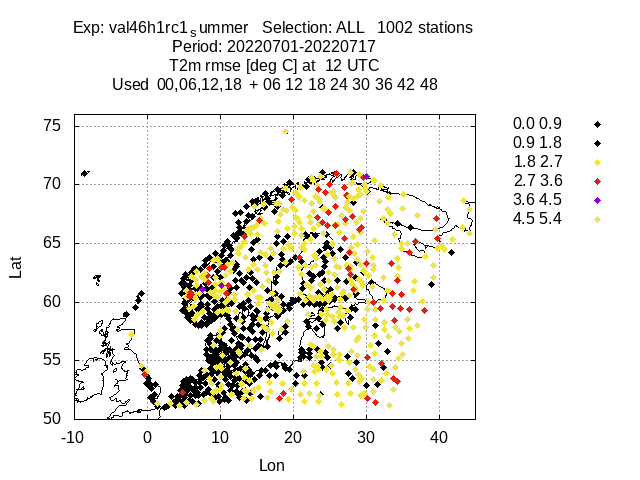 Exp: val46h1rc1summer Selection: ALL 1002 stations
Period: 20220701-20220717
T2m rmse [deg C] at 12 UTC
Used 00,06,12,18 + 06 12 18 24 30 36 42 48
75
70
65
60
55
50
-10 0 10 20 30 40
Lat
Lon
0.0 0.9
0.9 1.8
1.8 2.7
2.7 3.6
3.6 4.5
4.5 5.4